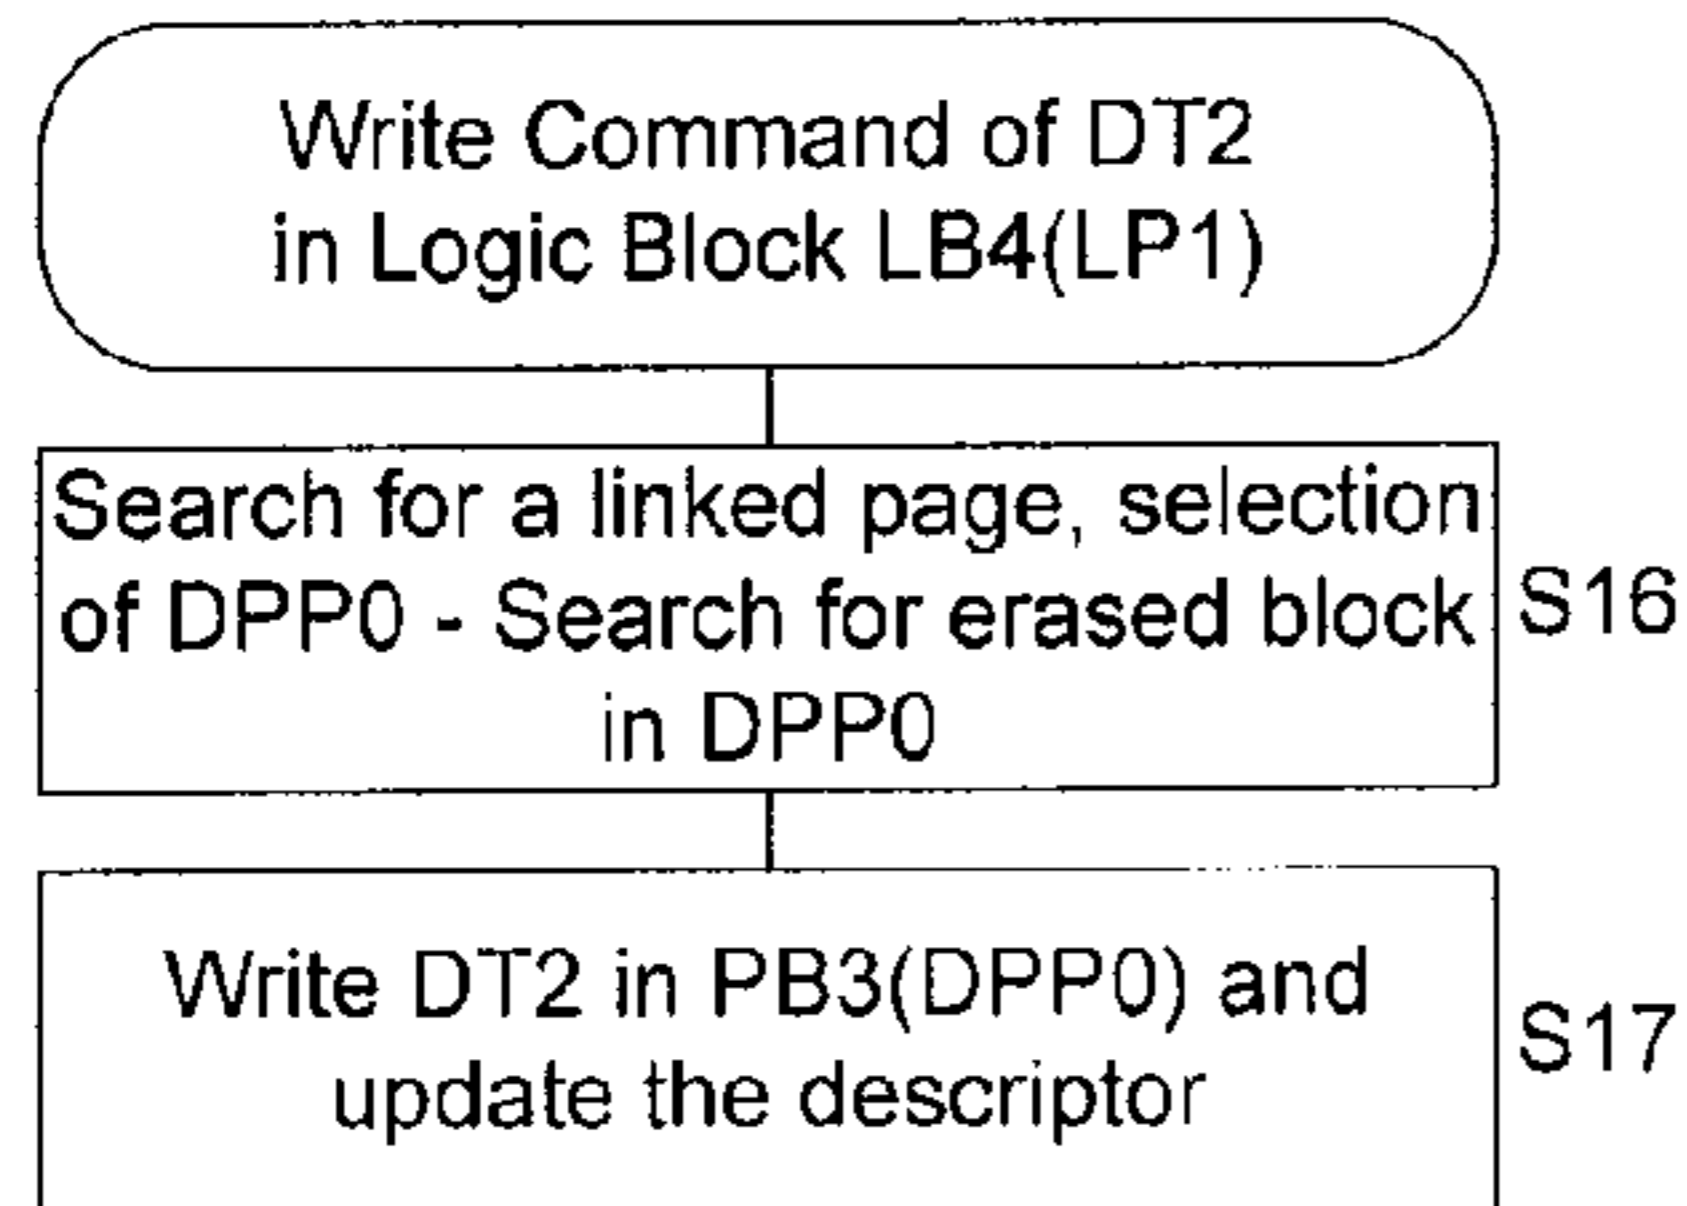 Write Command of DT2
in Logic Block LB4(LP1)
Search for a linked page, selection
of DPP0 - Search for erased block
in DPP0
S16
Write DT2 in PB3(DPP0) and
update the descriptor
S17